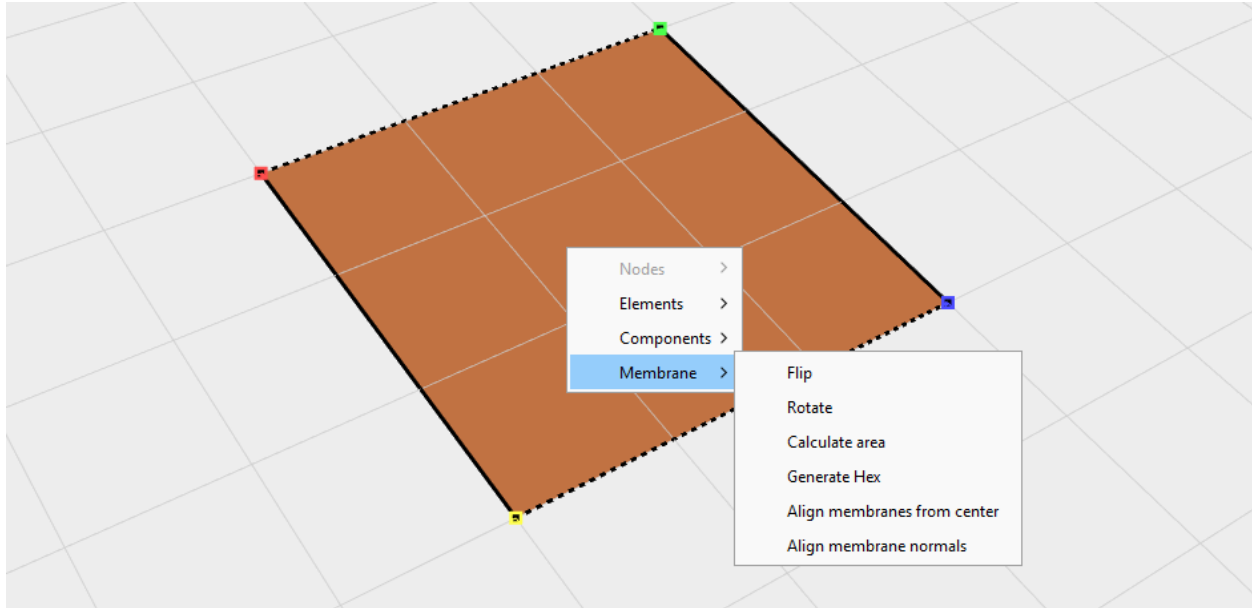 Nodes
Elements
Components
Membrane
Flip
Rotate
Calculate area
Generate Hex
Align membranes from center
Align membrane normals